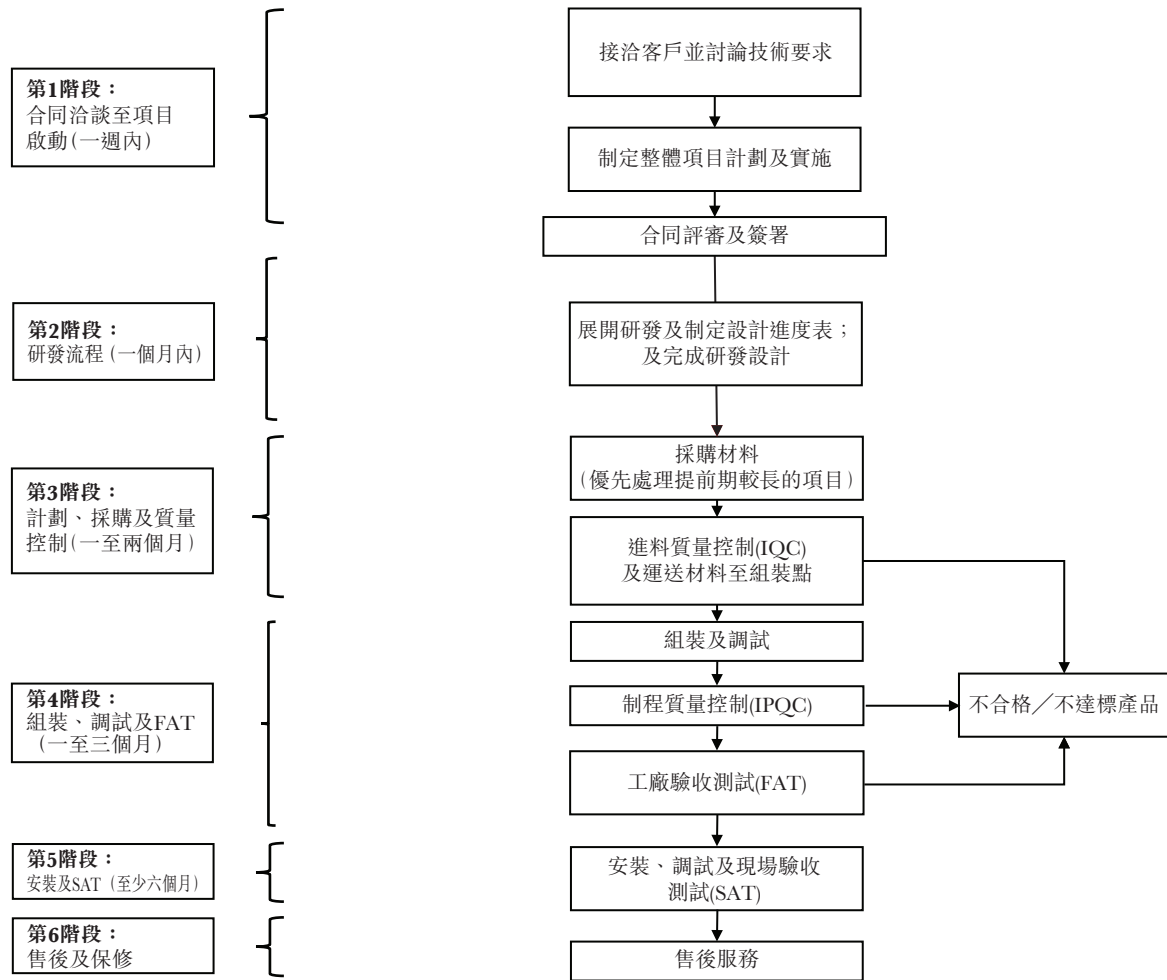 接洽客戶並討論技術要求
第1階段：
合同洽談至項目
啟動(一週內)
制定整體項目計劃及實施
合同評審及簽署
第2階段：
研發流程(一個月內)
展開研發及制定設計進度表；
及完成研發設計
採購材料
(優先處理提前期較長的項目)
第3階段：
計劃、採購及質量
控制(一至兩個月)
進料質量控制(IQC)
及運送材料至組裝點
組裝及調試
第4階段：
組裝、調試及FAT
(一至三個月)
制程質量控制(IPQC)
不合格／不達標產品
工廠驗收測試(FAT)
第5階段：
安裝及SAT (至少六個月)
安裝、調試及現場驗收
測試(SAT)
第6階段：
售後及保修
售後服務